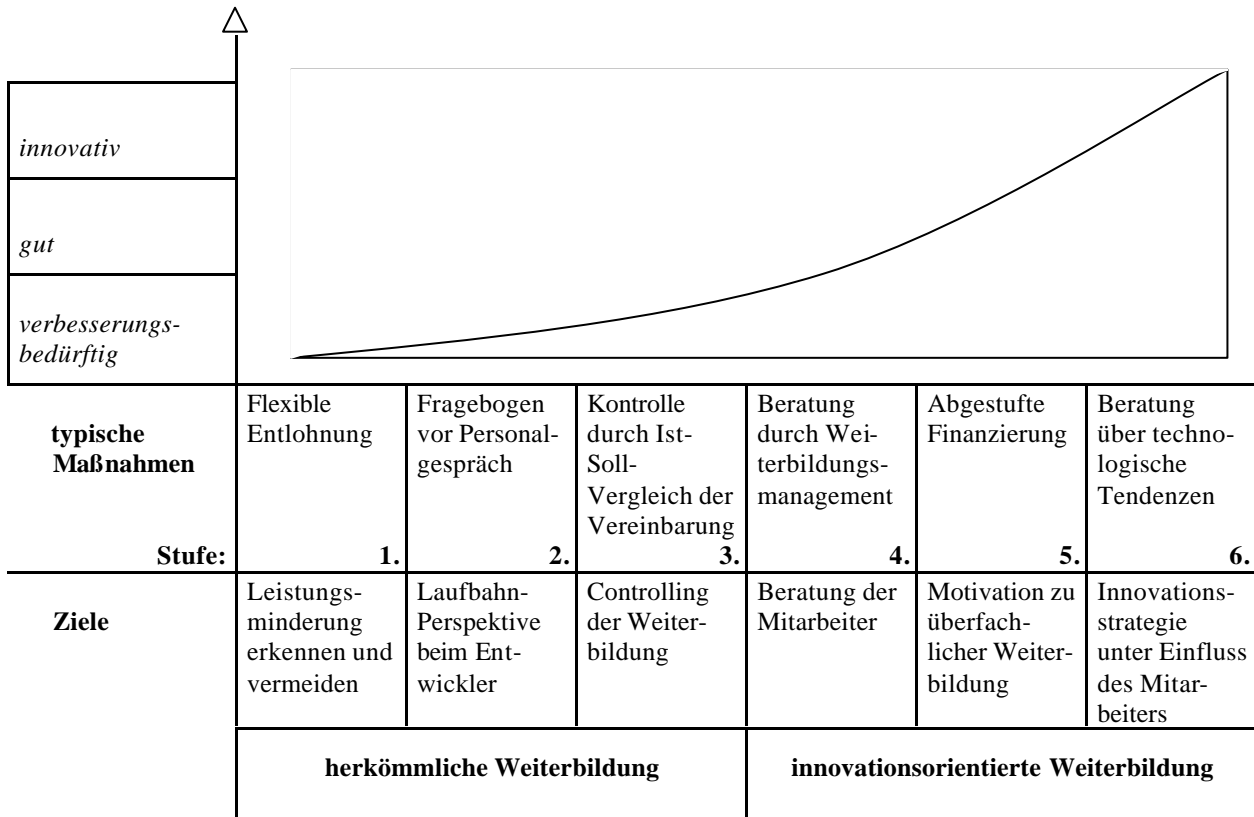 innovativ
gut
verbesserungs-
bedürftig
typische
Maßnahmen
Stufe:
Flexible
Entlohnung
1.
Fragebogen
vor Personal-
gespräch
2.
Kontrolle
durch Ist-
Soll-
Vergleich der
Vereinbarung
3.
Beratung
durch Wei-
terbildungs-
management
4.
Abgestufte
Finanzierung
5.
Beratung
über techno-
logische
Tendenzen
6.
Ziele
Leistungs-
minderung
erkennen und
vermeiden
Laufbahn-
Perspektive
beim Ent-
wickler
Controlling
der Weiter-
bildung
Beratung der
Mitarbeiter
Motivation zu
überfach-
licher Weiter-
bildung
Innovations-
strategie
unter Einfluss
des Mitar-
beiters
herkömmliche Weiterbildung
innovationsorientierte Weiterbildung